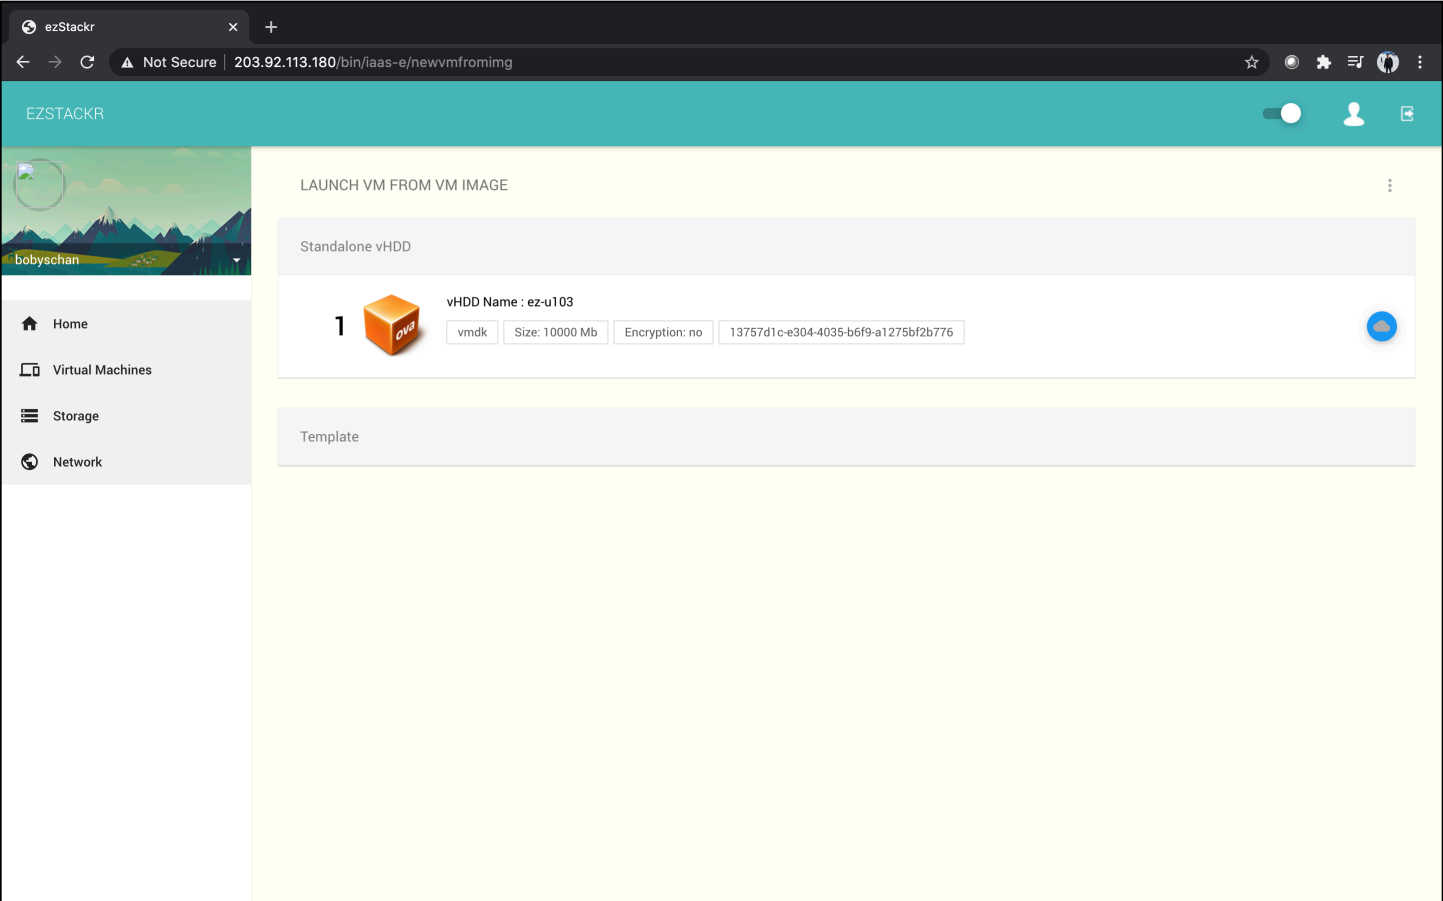 ezStackr
Not Secure 203.92.113.180/bin/iaas-e/newvmfromimg
EZSTACKR
bobyschan
Home
Virtual Machines
Storage
Network
LAUNCH VM FROM VM IMAGE
Standalone vHDD
1
ova
vHDD Name : ez-u103
vmdk Size: 10000 Mb Encryption: no 13757d1c-e304-4035-b6f9-a1275bf2b776
Template